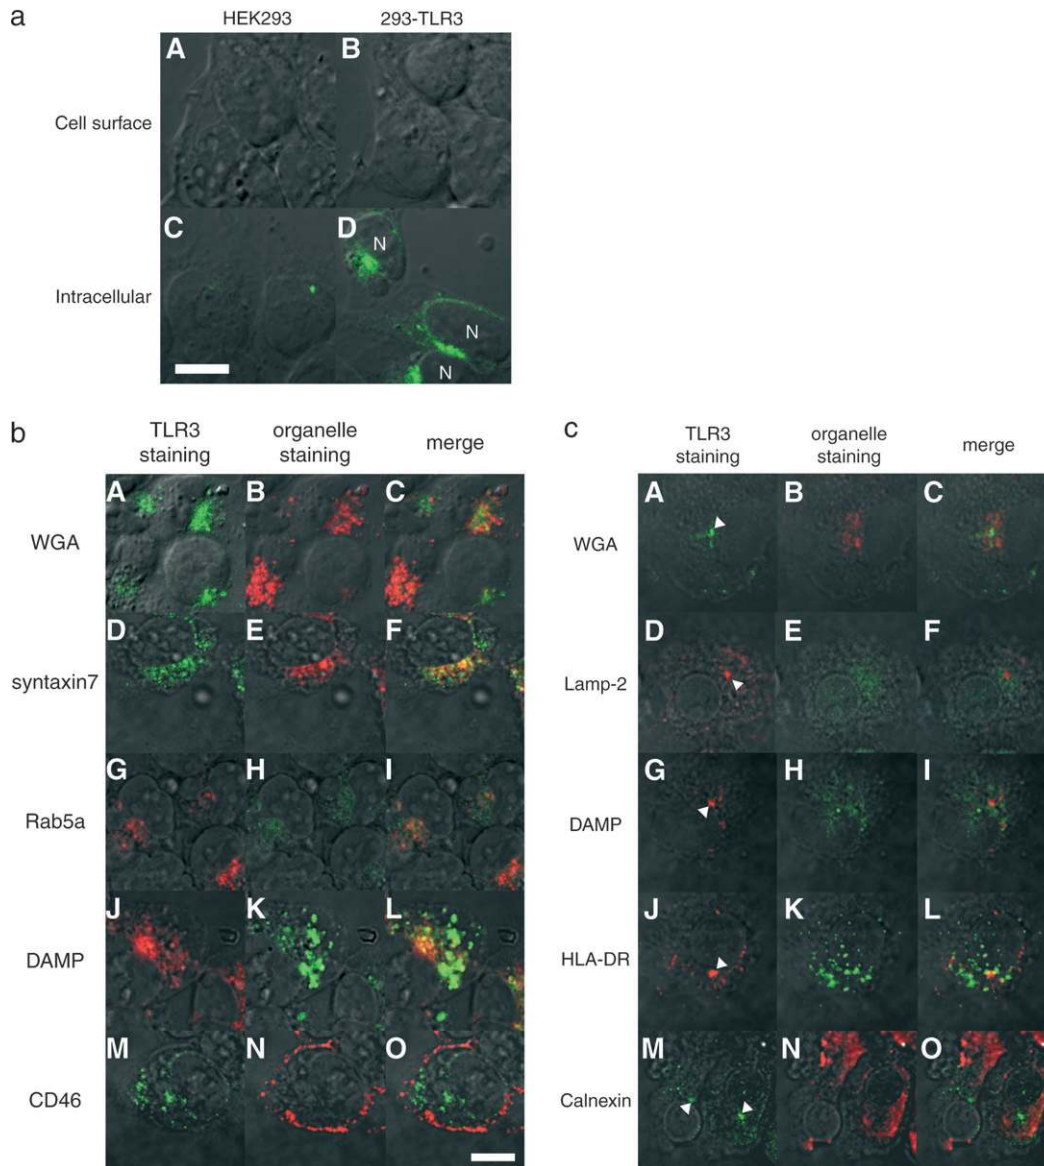 a
HEK293 293-TLR3
A B
Cell surface
C D
N
Intracellular
N
N
b
TLR3 staining
organelle staining
merge
A B C
WGA
D E F
syntaxin7
G H I
Rab5a
J K L
DAMP
M N O
CD46
c
TLR3 staining
organelle staining
merge
A B C
WGA
D E F
Lamp-2
G H I
DAMP
J K L
HLA-DR
M N O
Calnexin